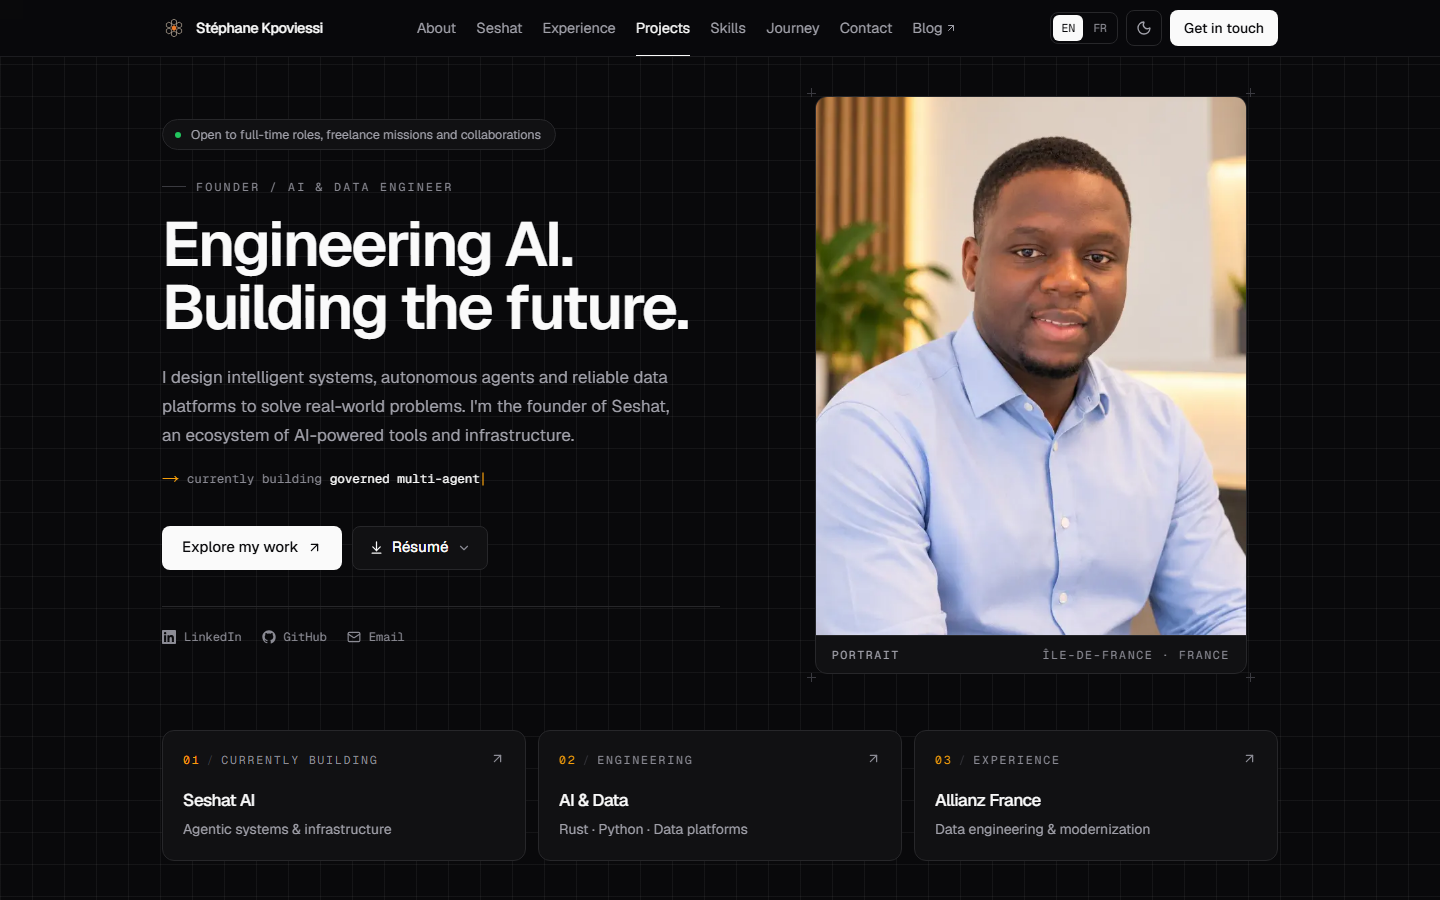 Stéphane Kpoviessi
About
Seshat
Experience
Projects
Skills
Journey
Contact
Blog
EN
FR
Get in touch
Open to full-time roles, freelance missions and collaborations
FOUNDER / AI & DATA ENGINEER
Engineering AI.
Building the future.
I design intelligent systems, autonomous agents and reliable data
platforms to solve real-world problems. I'm the founder of Seshat,
an ecosystem of AI-powered tools and infrastructure.
→ currently building governed multi-agent
Explore my work
Résumé
LinkedIn
GitHub
Email
PORTRAIT
ÎLE-DE-FRANCE · FRANCE
01 / CURRENTLY BUILDING
Seshat AI
Agentic systems & infrastructure
02 / ENGINEERING
AI & Data
Rust · Python · Data platforms
03 / EXPERIENCE
Allianz France
Data engineering & modernization